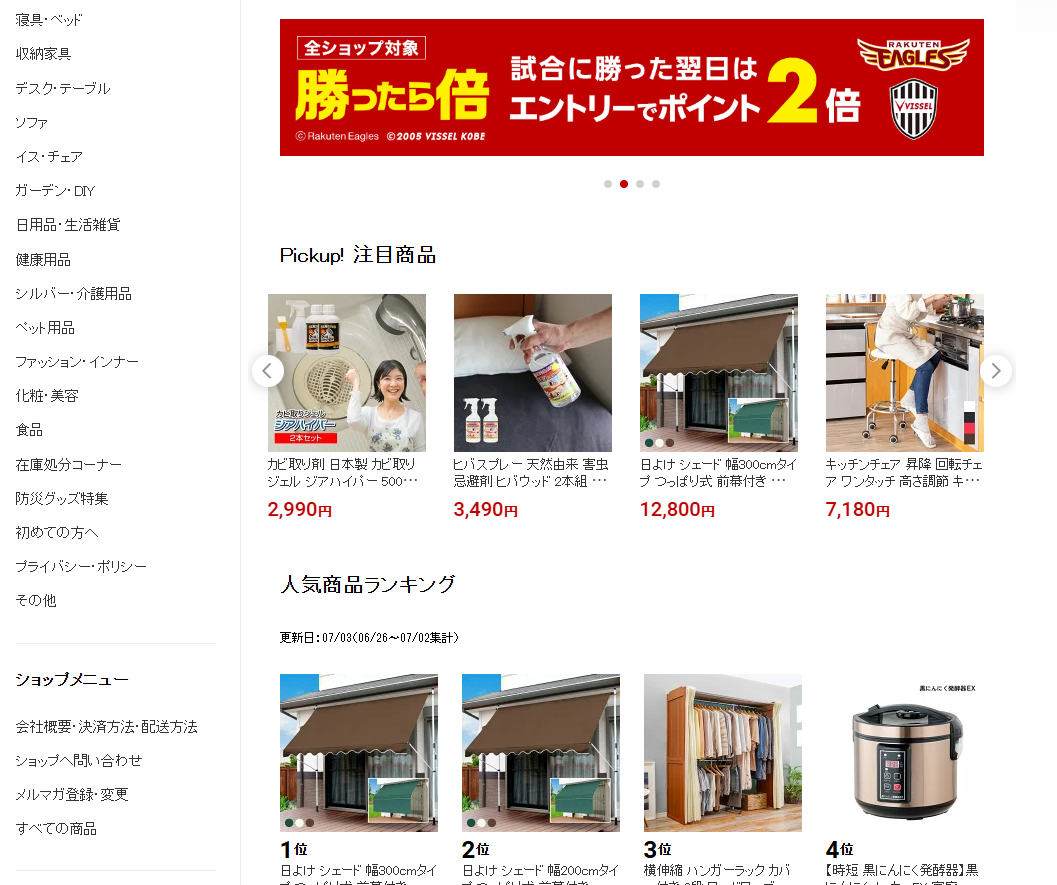 寝具・ベッド
収納家具
デスク・テーブル
ソファ
イス・チェア
ガーデン・DIY
日用品・生活雑貨
健康用品
シルバー・介護用品
ペット用品
ファッション・インナー
化粧・美容
食品
在庫処分コーナー
防災グッズ特集
初めての方へ
プライバシー・ポリシー
その他
ショップメニュー
会社概要・決済方法・配送方法
ショップへ問い合わせ
メルマガ登録・変更
すべての商品
全ショップ対象
勝ったら倍
試合に勝った翌日は
エントリーでポイント2倍
RAKUTEN
EAGLES
VISSEL
©Rakuten Eagles ©2005 VISSEL KOBE
Pickup! 注目商品
カビ取りジェル
ジアハイバー
2本セット
カビ取り剤 日本製 カビ取り
ジェル ジアハイバー 500…
2,990円
ヒバスプレー 天然由来 害虫
忌避剤 ヒバウッド 2本組 …
3,490円
日よけ シェード 幅300cmタイ
プ つっぱり式 前幕付き …
12,800円
キッチンチェア 昇降 回転チェ
ア ワンタッチ 高さ調節 キ…
7,180円
人気商品ランキング
更新日：07/03（06/26～07/02集計）
1位
日よけ シェード 幅300cmタイ
プ つっぱり式 前幕付き
2位
日よけ シェード 幅200cmタイ
プ つっぱり式 前幕付き
3位
横伸縮 ハンガーラック カバ
黒にんにく発酵器EX
4位
【時短 黒にんにく発酵器】黒